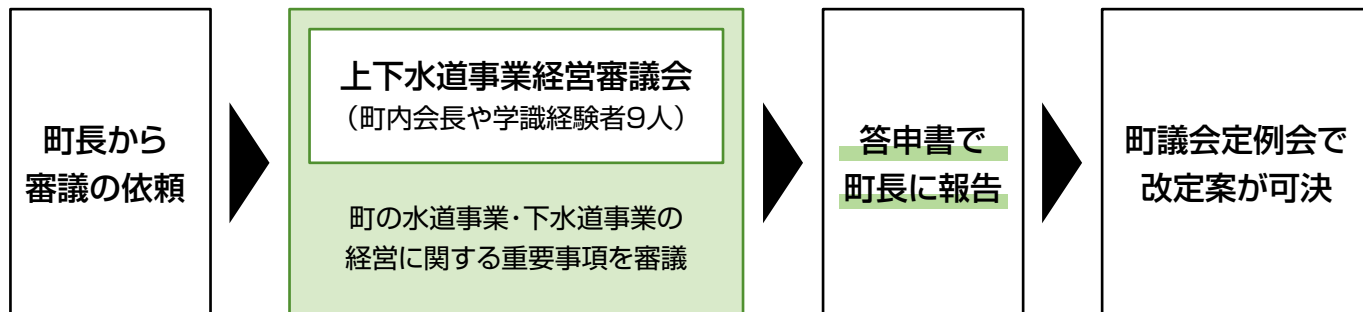 町長から
審議の依頼
上下水道事業経営審議会
（町内会長や学識経験者9人）
町の水道事業・下水道事業の
経営に関する重要事項を審議
答申書で
町長に報告
町議会定例会で
改定案が可決